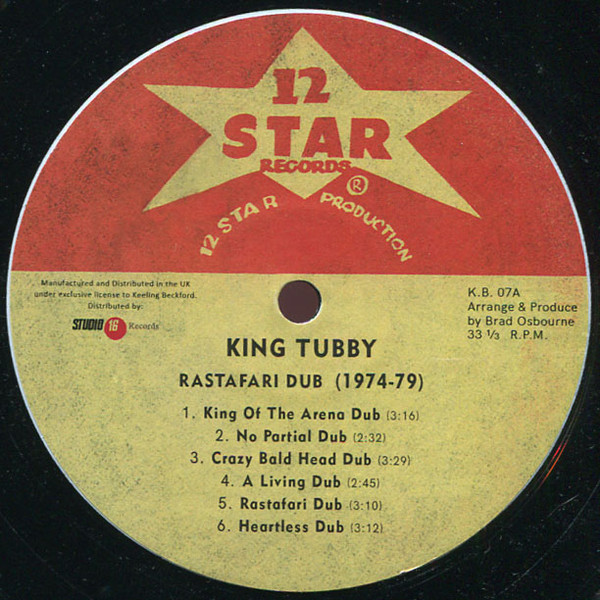 12
STAR
RECORDS
®
12 STAR PRODUCTION
Manufactured and Distributed in the UK
under exclusive license to Keeling Beckford.
Distributed by:
STUDIO 16 Records
K.B. 07A
Arrange & Produce
by Brad Osbourne
33 ⅓ R.P.M.
KING TUBBY
RASTAFARI DUB (1974-79)
1. King Of The Arena Dub (3:16)
2. No Partial Dub (2:32)
3. Crazy Bald Head Dub (3:29)
4. A Living Dub (2:45)
5. Rastafari Dub (3:10)
6. Heartless Dub (3:12)